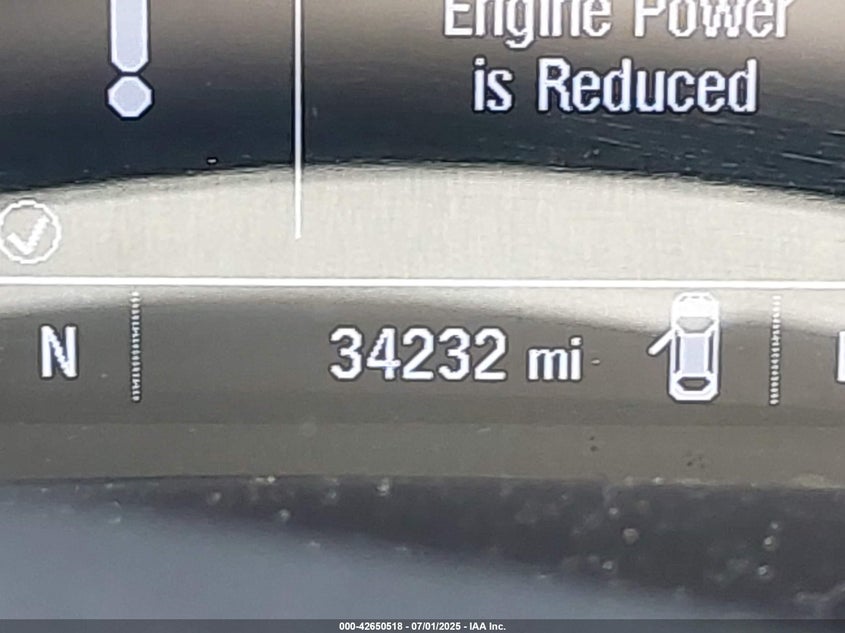 Engine Power
is Reduced
N
34232 mi
000-42650518 - 07/01/2025 - IAA Inc.